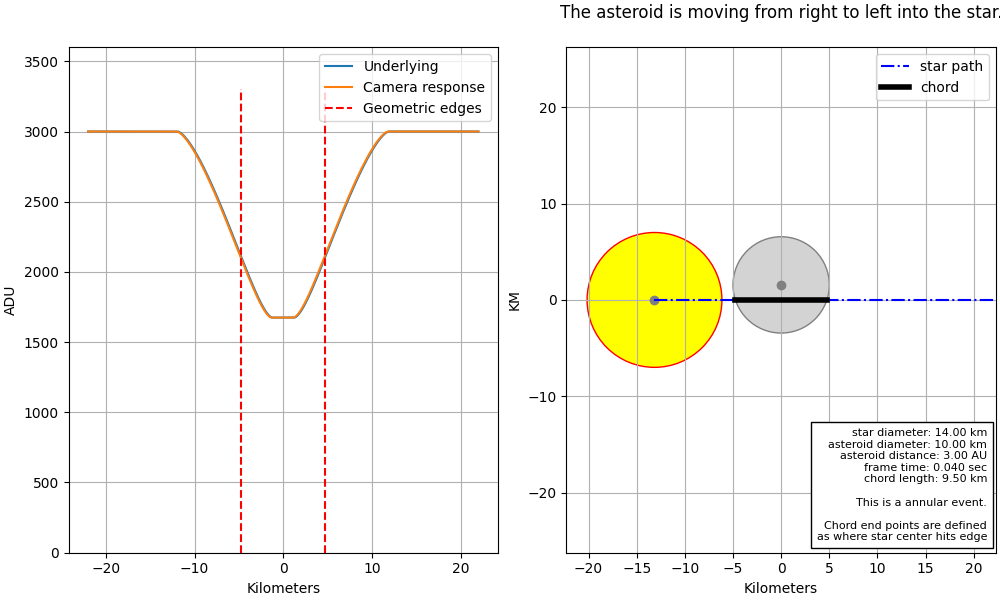 The asteroid is moving from right to left into the star.
3500
3000
2500
2000
1500
1000
500
0
ADU
−20
−10
0
10
20
Kilometers
Underlying
Camera response
Geometric edges
20
10
0
−10
−20
KM
−20
−15
−10
−5
0
5
10
15
20
Kilometers
star path
chord
star diameter: 14.00 km
asteroid diameter: 10.00 km
asteroid distance: 3.00 AU
frame time: 0.040 sec
chord length: 9.50 km
This is a annular event.
Chord end points are defined
as where star center hits edge